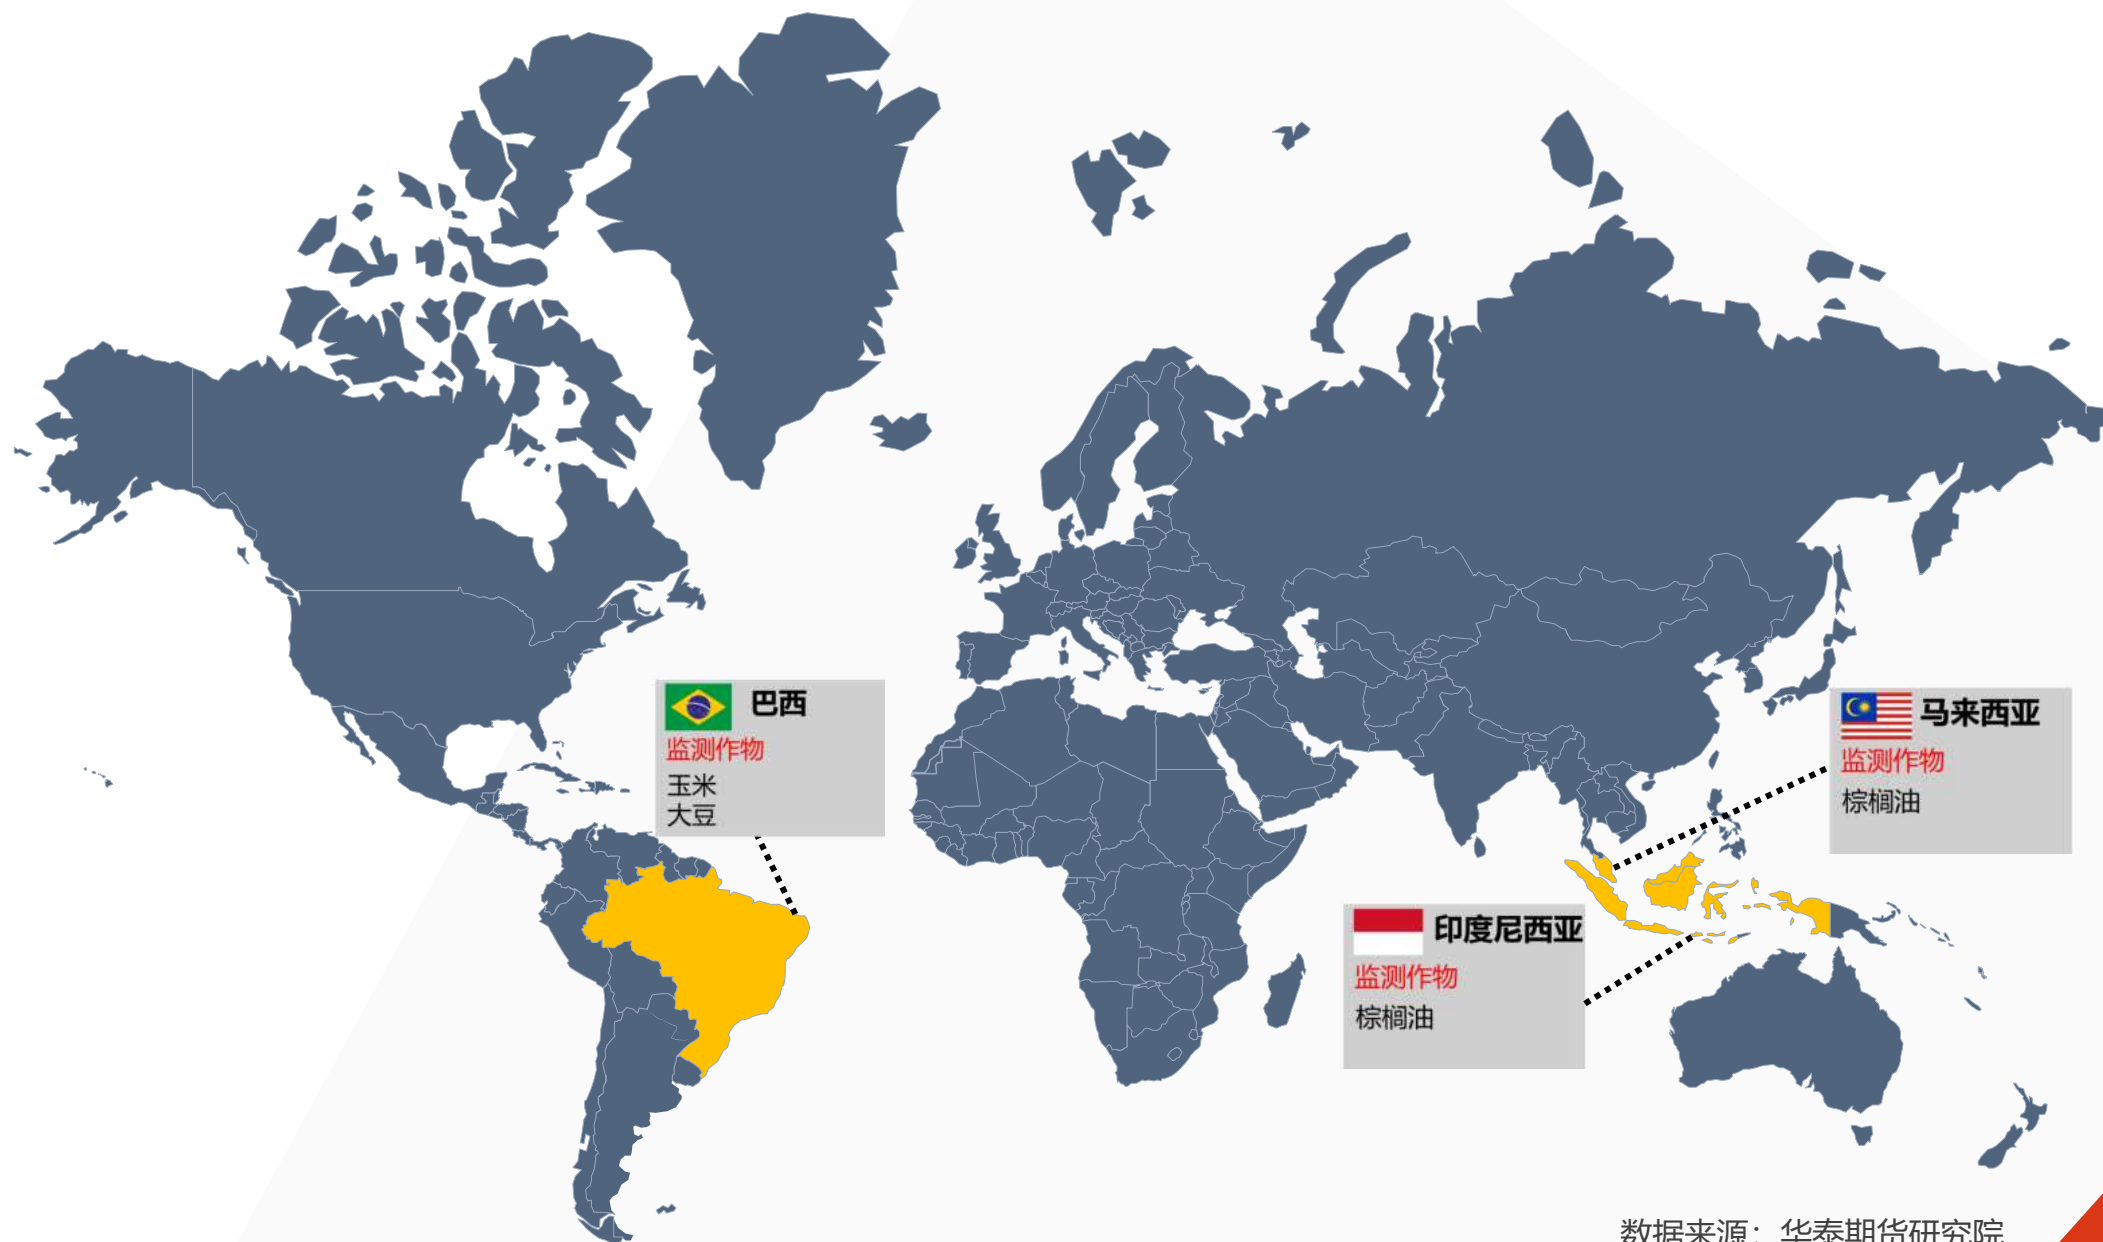 巴西
监测作物
玉米
大豆
马来西亚
监测作物
棕榈油
印度尼西亚
监测作物
棕榈油
数据来源：华泰期货研究院